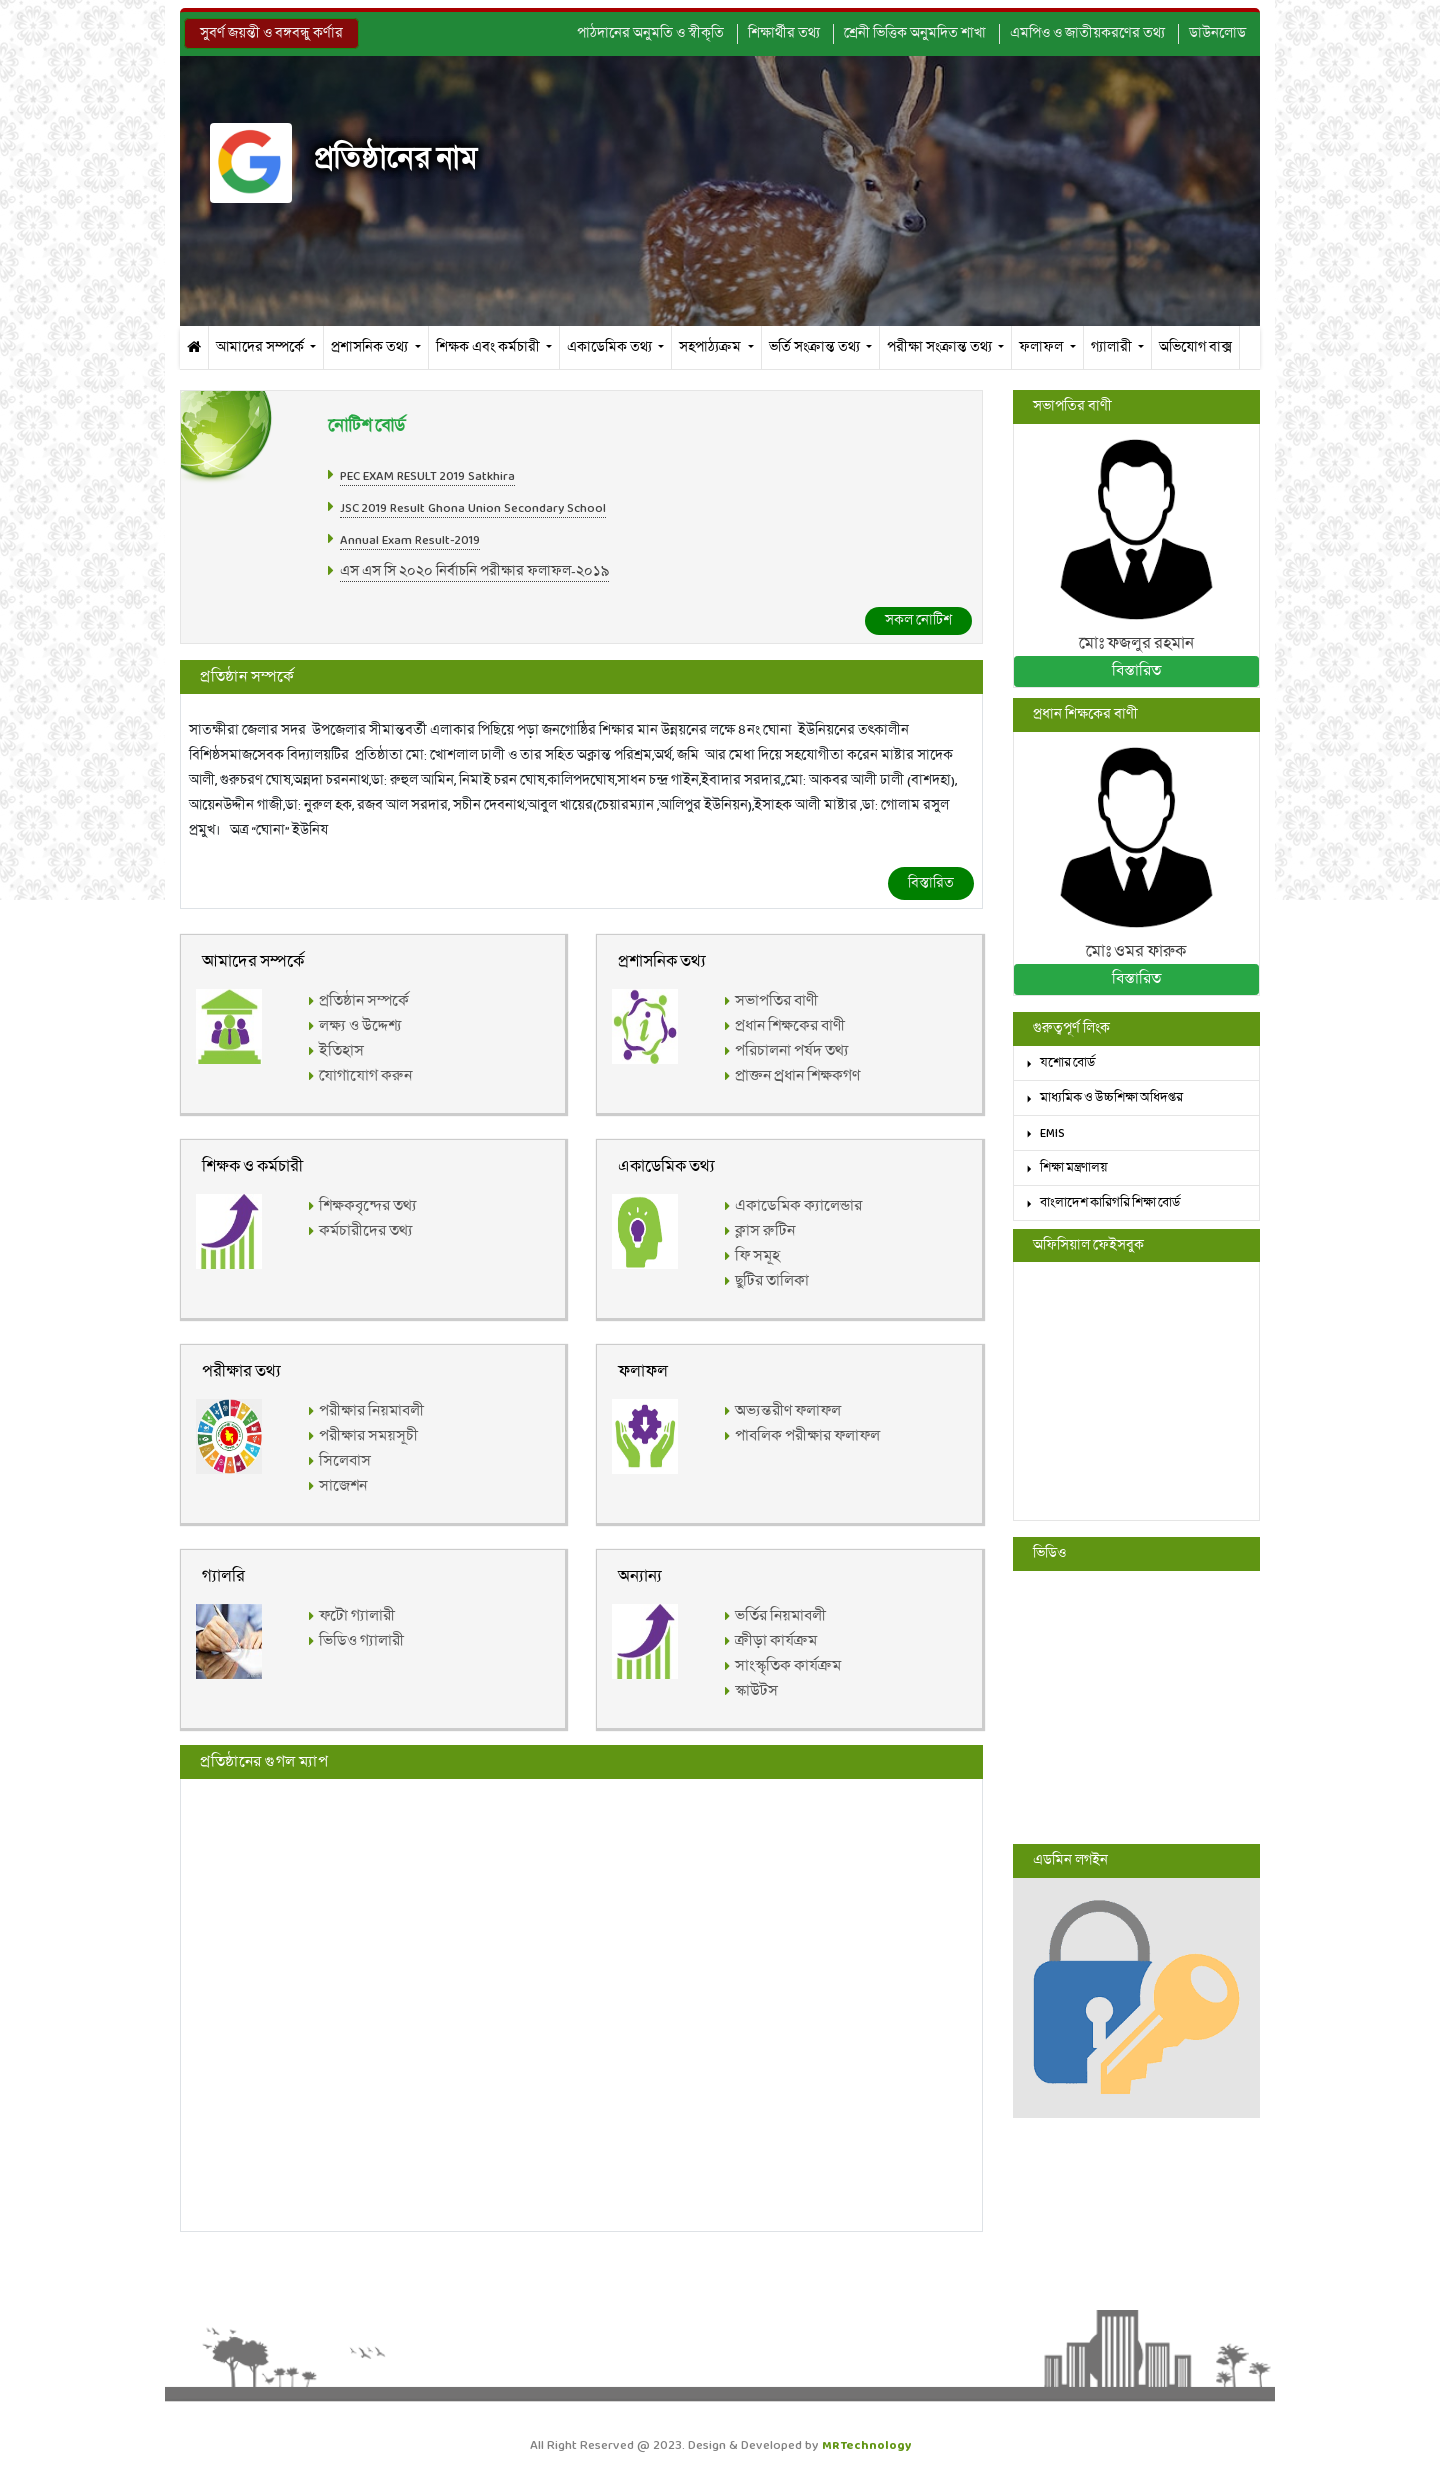 সুবর্ণ জয়ন্তী ও বঙ্গবন্ধু কর্ণার
পাঠদানের অনুমতি ও স্বীকৃতি
শিক্ষার্থীর তথ্য
শ্রেনী ভিত্তিক অনুমদিত শাখা
এমপিও ও জাতীয়করণের তথ্য
ডাউনলোড
প্রতিষ্ঠানের নাম
আমাদের সম্পর্কে
প্রশাসনিক তথ্য
শিক্ষক এবং কর্মচারী
একাডেমিক তথ্য
সহপাঠ্যক্রম
ভর্তি সংক্রান্ত তথ্য
পরীক্ষা সংক্রান্ত তথ্য
ফলাফল
গ্যালারী
অভিযোগ বাক্স
নোটিশ বোর্ড
PEC EXAM RESULT 2019 Satkhira
JSC 2019 Result Ghona Union Secondary School
Annual Exam Result-2019
এস এস সি ২০২০ নির্বাচনি পরীক্ষার ফলাফল-২০১৯
সকল নোটিশ
প্রতিষ্ঠান সম্পর্কে
সাতক্ষীরা জেলার সদর উপজেলার সীমান্তবর্তী এলাকার পিছিয়ে পড়া জনগোষ্ঠির শিক্ষার মান উন্নয়নের লক্ষে ৪নং ঘোনা ইউনিয়নের তৎকালীন
বিশিষ্ঠসমাজসেবক বিদ্যালয়টির প্রতিষ্ঠাতা মো: খোশলাল ঢালী ও তার সহিত অক্লান্ত পরিশ্রম,অর্থ, জমি আর মেধা দিয়ে সহযোগীতা করেন মাষ্টার সাদেক
আলী, গুরুচরণ ঘোষ,অন্নদা চরননাথ,ডা: রুহুল আমিন, নিমাই চরন ঘোষ,কালিপদঘোষ,সাধন চন্দ্র গাইন,ইবাদার সরদার,,মো: আকবর আলী ঢালী (বাশদহা),
আয়েনউদ্দীন গাজী,ডা: নুরুল হক, রজব আল সরদার, সচীন দেবনাথ,আবুল খায়ের(চেয়ারম্যান ,আলিপুর ইউনিয়ন),ইসাহক আলী মাষ্টার ,ডা: গোলাম রসুল
প্রমুখ। অত্র “ঘোনা” ইউনিয
বিস্তারিত
আমাদের সম্পর্কে
প্রতিষ্ঠান সম্পর্কে
লক্ষ্য ও উদ্দেশ্য
ইতিহাস
যোগাযোগ করুন
প্রশাসনিক তথ্য
সভাপতির বাণী
প্রধান শিক্ষকের বাণী
পরিচালনা পর্ষদ তথ্য
প্রাক্তন প্রধান শিক্ষকগণ
শিক্ষক ও কর্মচারী
শিক্ষকবৃন্দের তথ্য
কর্মচারীদের তথ্য
একাডেমিক তথ্য
একাডেমিক ক্যালেন্ডার
ক্লাস রুটিন
ফি সমূহ
ছুটির তালিকা
পরীক্ষার তথ্য
পরীক্ষার নিয়মাবলী
পরীক্ষার সময়সূচী
সিলেবাস
সাজেশন
ফলাফল
অভ্যন্তরীণ ফলাফল
পাবলিক পরীক্ষার ফলাফল
গ্যালরি
ফটো গ্যালারী
ভিডিও গ্যালারী
অন্যান্য
ভর্তির নিয়মাবলী
ক্রীড়া কার্যক্রম
সাংস্কৃতিক কার্যক্রম
স্কাউটস
প্রতিষ্ঠানের গুগল ম্যাপ
সভাপতির বাণী
মোঃ ফজলুর রহমান
বিস্তারিত
প্রধান শিক্ষকের বাণী
মোঃ ওমর ফারুক
বিস্তারিত
গুরুত্বপূর্ণ লিংক
যশোর বোর্ড
মাধ্যমিক ও উচ্চশিক্ষা অধিদপ্তর
EMIS
শিক্ষা মন্ত্রণালয়
বাংলাদেশ কারিগরি শিক্ষা বোর্ড
অফিসিয়াল ফেইসবুক
ভিডিও
এডমিন লগইন
All Right Reserved @ 2023. Design & Developed by MRTechnology